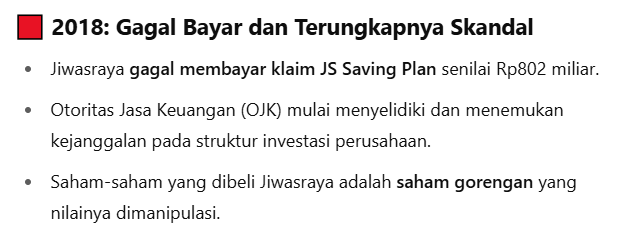 2018: Gagal Bayar dan Terungkapnya Skandal
• Jiwasraya gagal membayar klaim JS Saving Plan senilai Rp802 miliar.
• Otoritas Jasa Keuangan (OJK) mulai menyelidiki dan menemukan
kejanggalan pada struktur investasi perusahaan.
• Saham-saham yang dibeli Jiwasraya adalah saham gorengan yang
nilainya dimanipulasi.